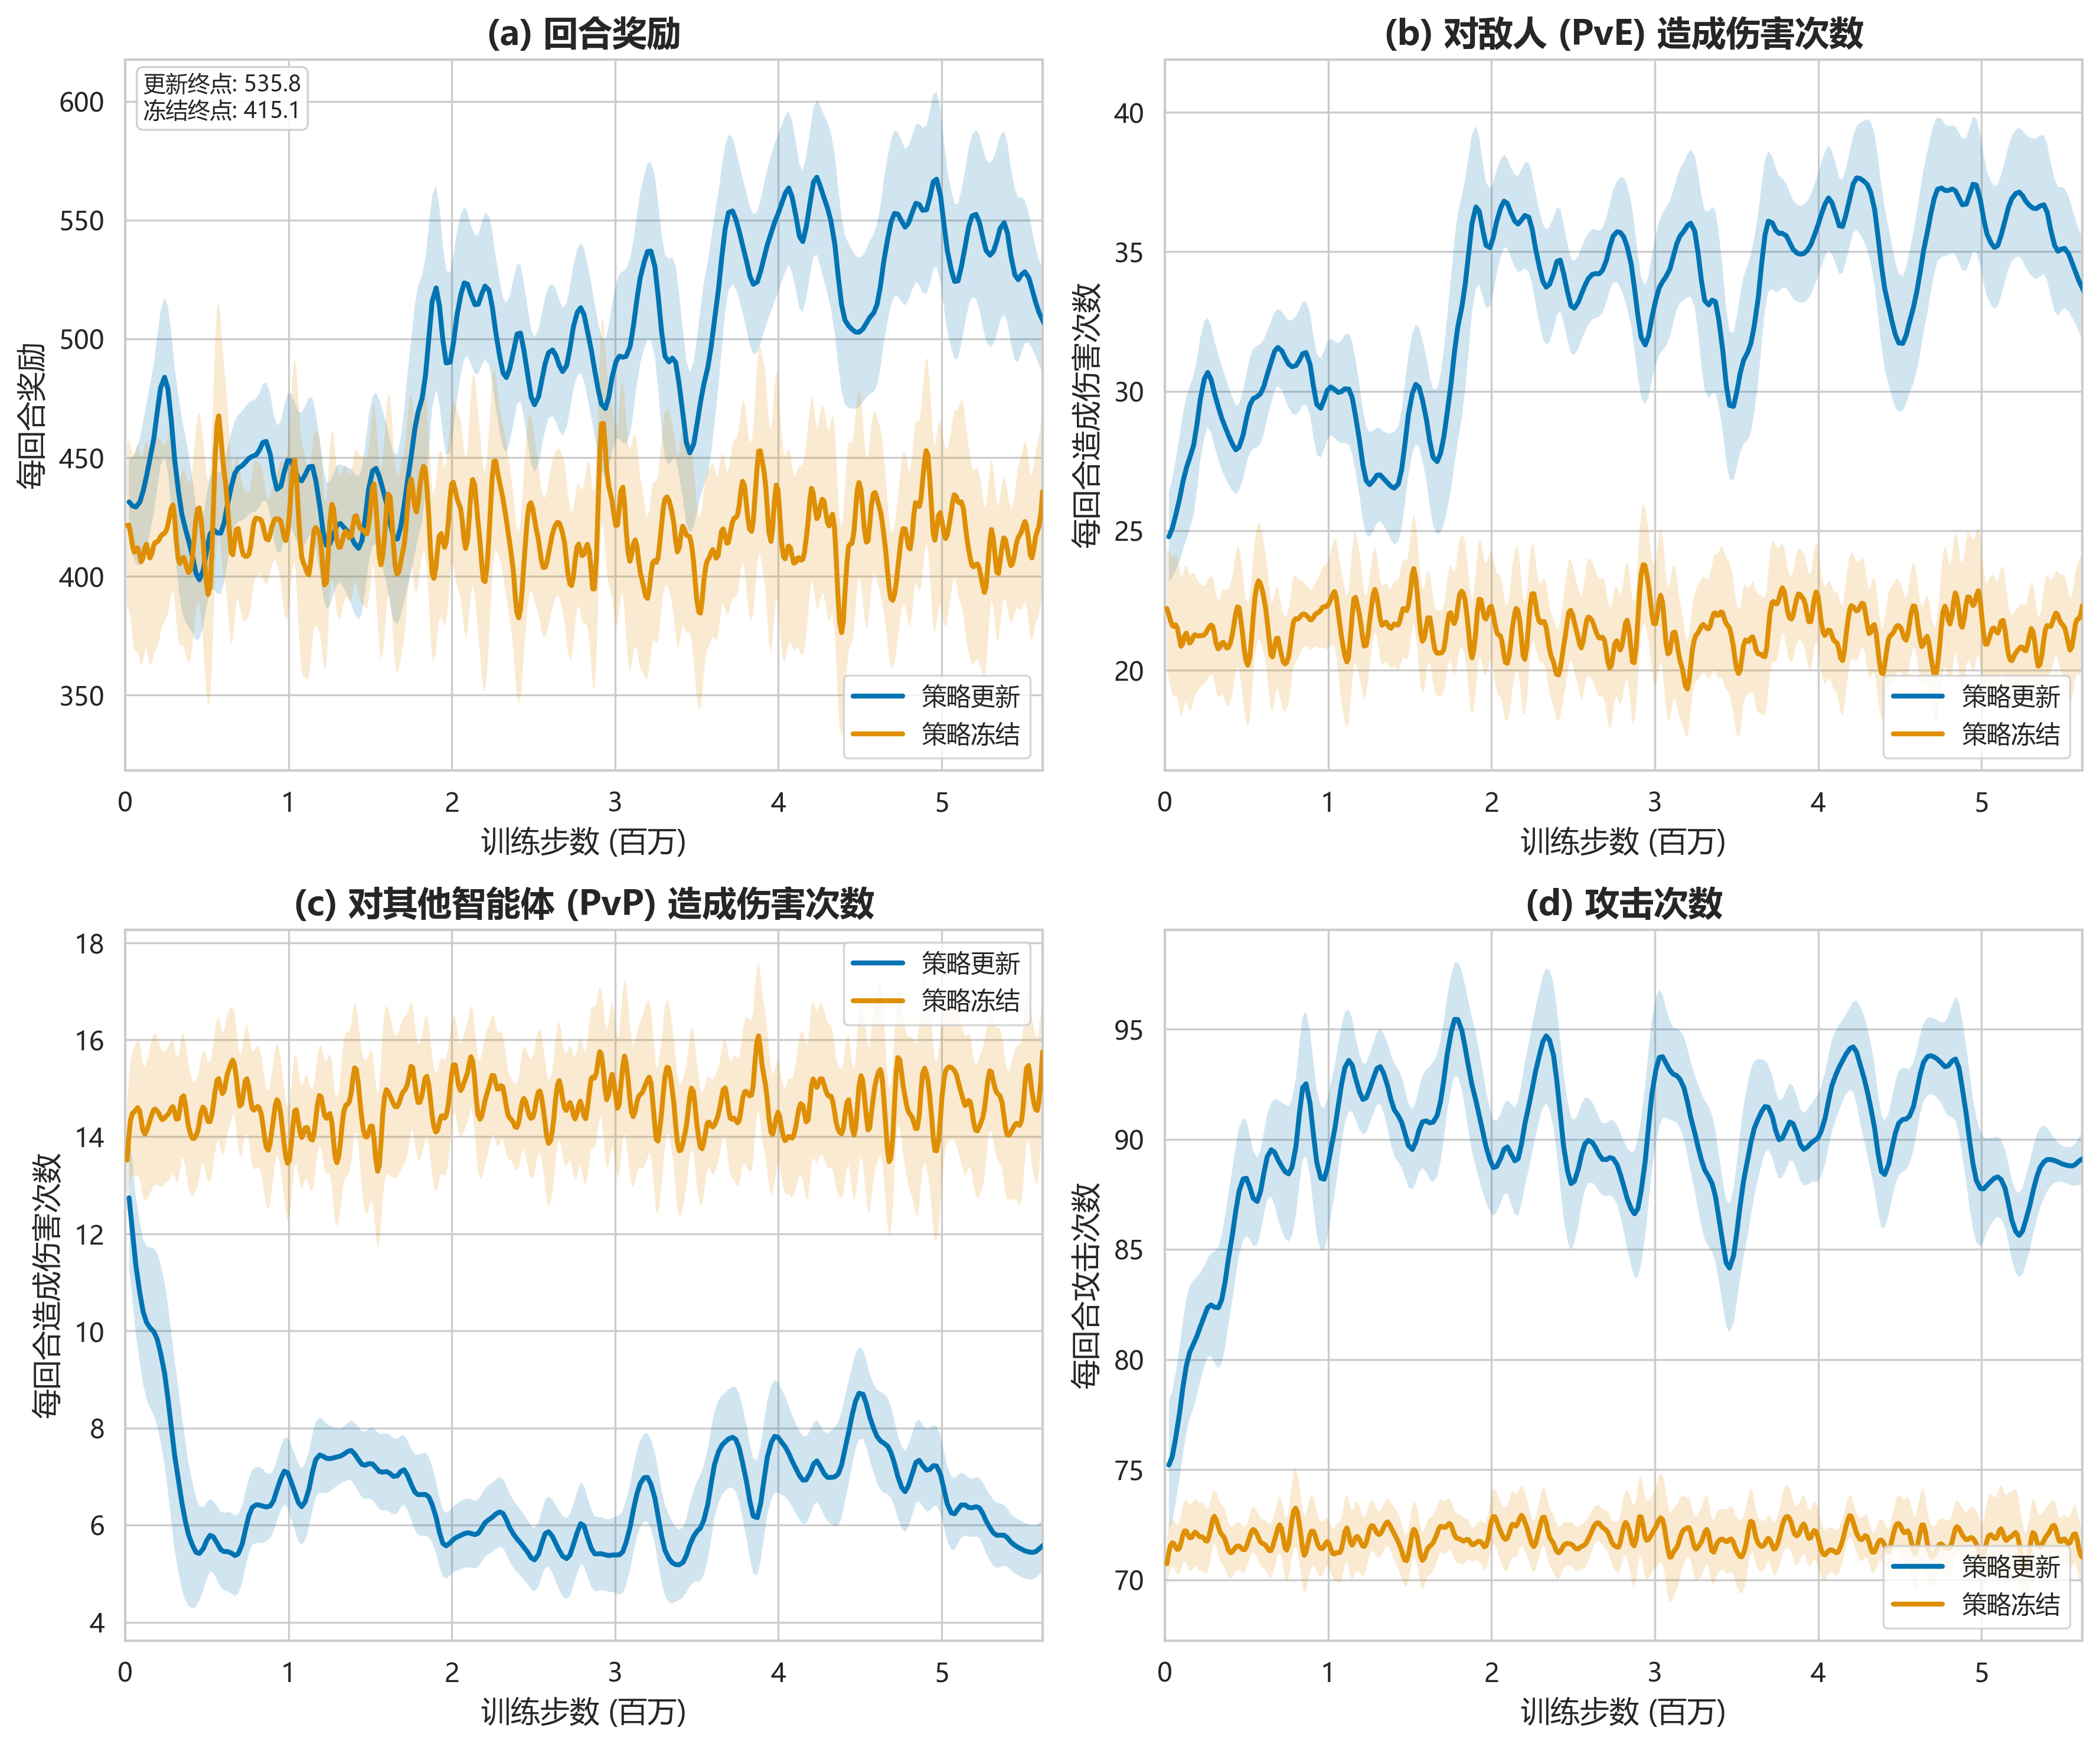 (a) 回合奖励
更新终点: 535.8
冻结终点: 415.1
600
550
500
450
400
350
每回合奖励
策略更新
策略冻结
0 1 2 3 4 5
训练步数 (百万)
(b) 对敌人 (PvE) 造成伤害次数
40
35
30
25
20
每回合造成伤害次数
策略更新
策略冻结
0 1 2 3 4 5
训练步数 (百万)
(c) 对其他智能体 (PvP) 造成伤害次数
18
16
14
12
10
8
6
4
每回合造成伤害次数
策略更新
策略冻结
0 1 2 3 4 5
训练步数 (百万)
(d) 攻击次数
95
90
85
80
75
70
每回合攻击次数
策略更新
策略冻结
0 1 2 3 4 5
训练步数 (百万)